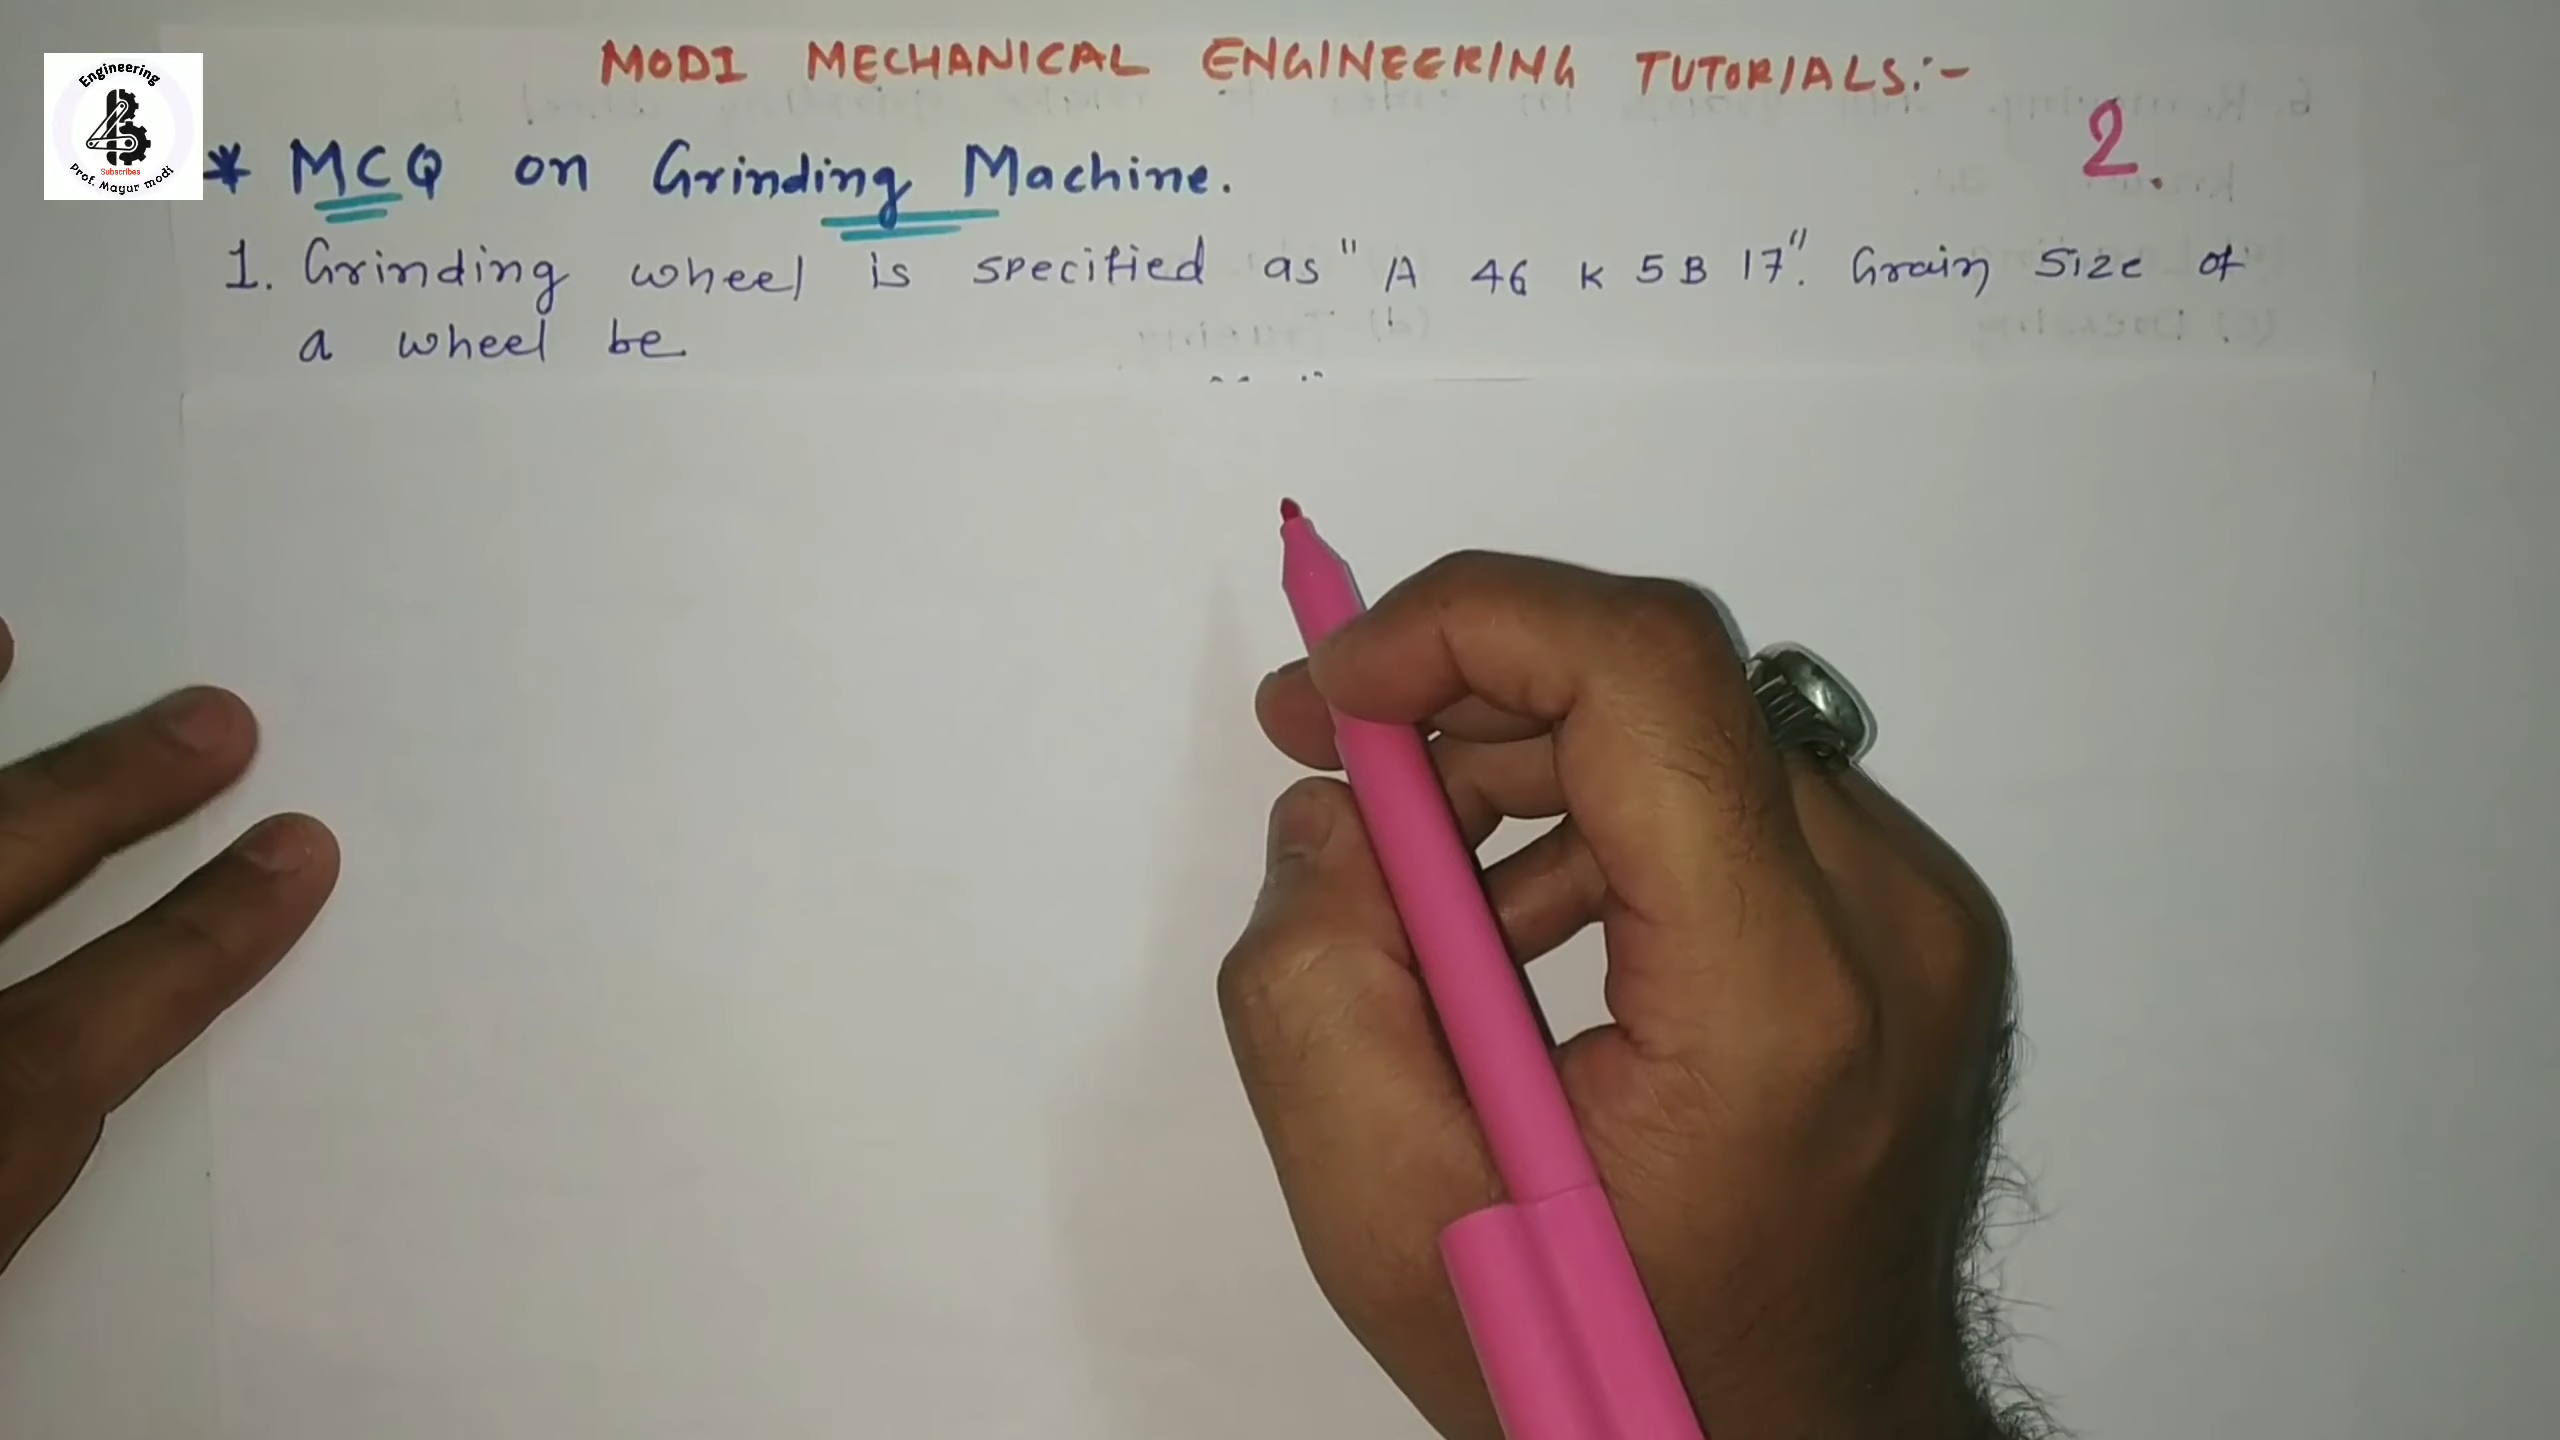 Engineering
Subscribes
Prof. Mayur modi
MODI MECHANICAL ENGINEERING TUTORIALS:-
2.
* MCQ on Grinding Machine.
1. Grinding wheel is specified as "A 46 K 5 B 17". Grain Size of
a wheel be